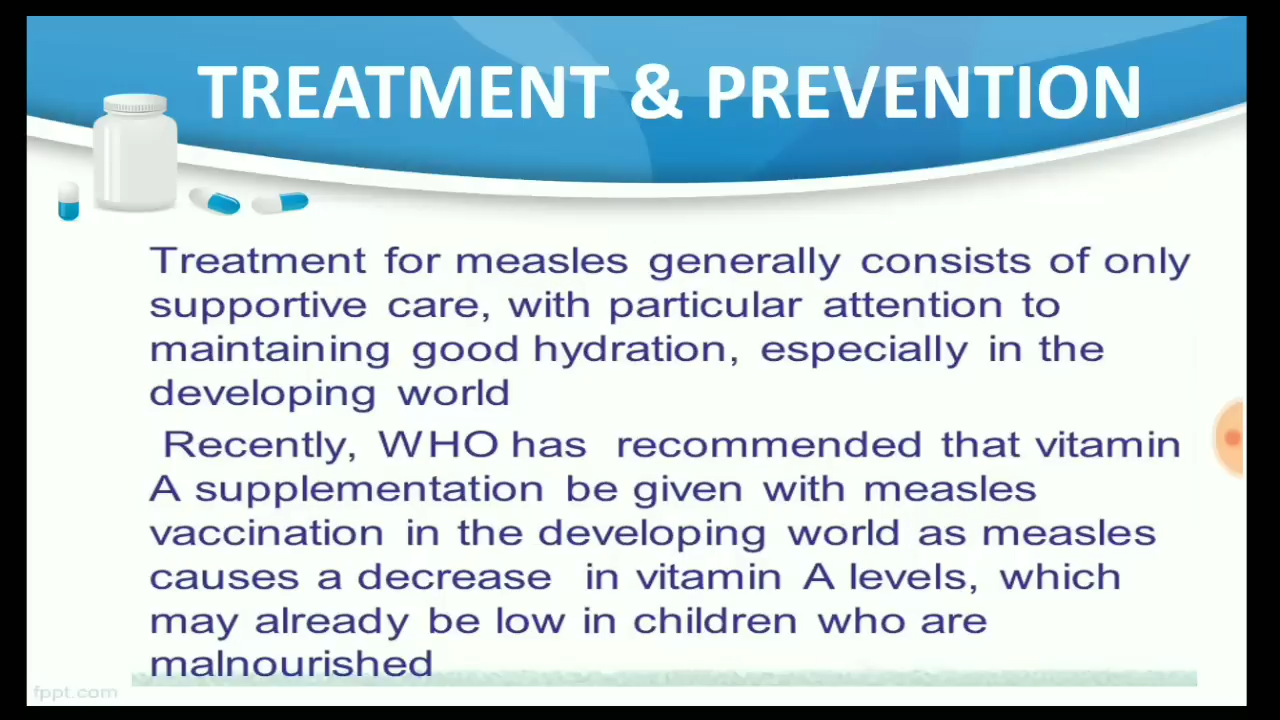 TREATMENT & PREVENTION
Treatment for measles generally consists of only
supportive care, with particular attention to
maintaining good hydration, especially in the
developing world
Recently, WHO has recommended that vitamin
A supplementation be given with measles
vaccination in the developing world as measles
causes a decrease in vitamin A levels, which
may already be low in children who are
malnourished
fppt.com